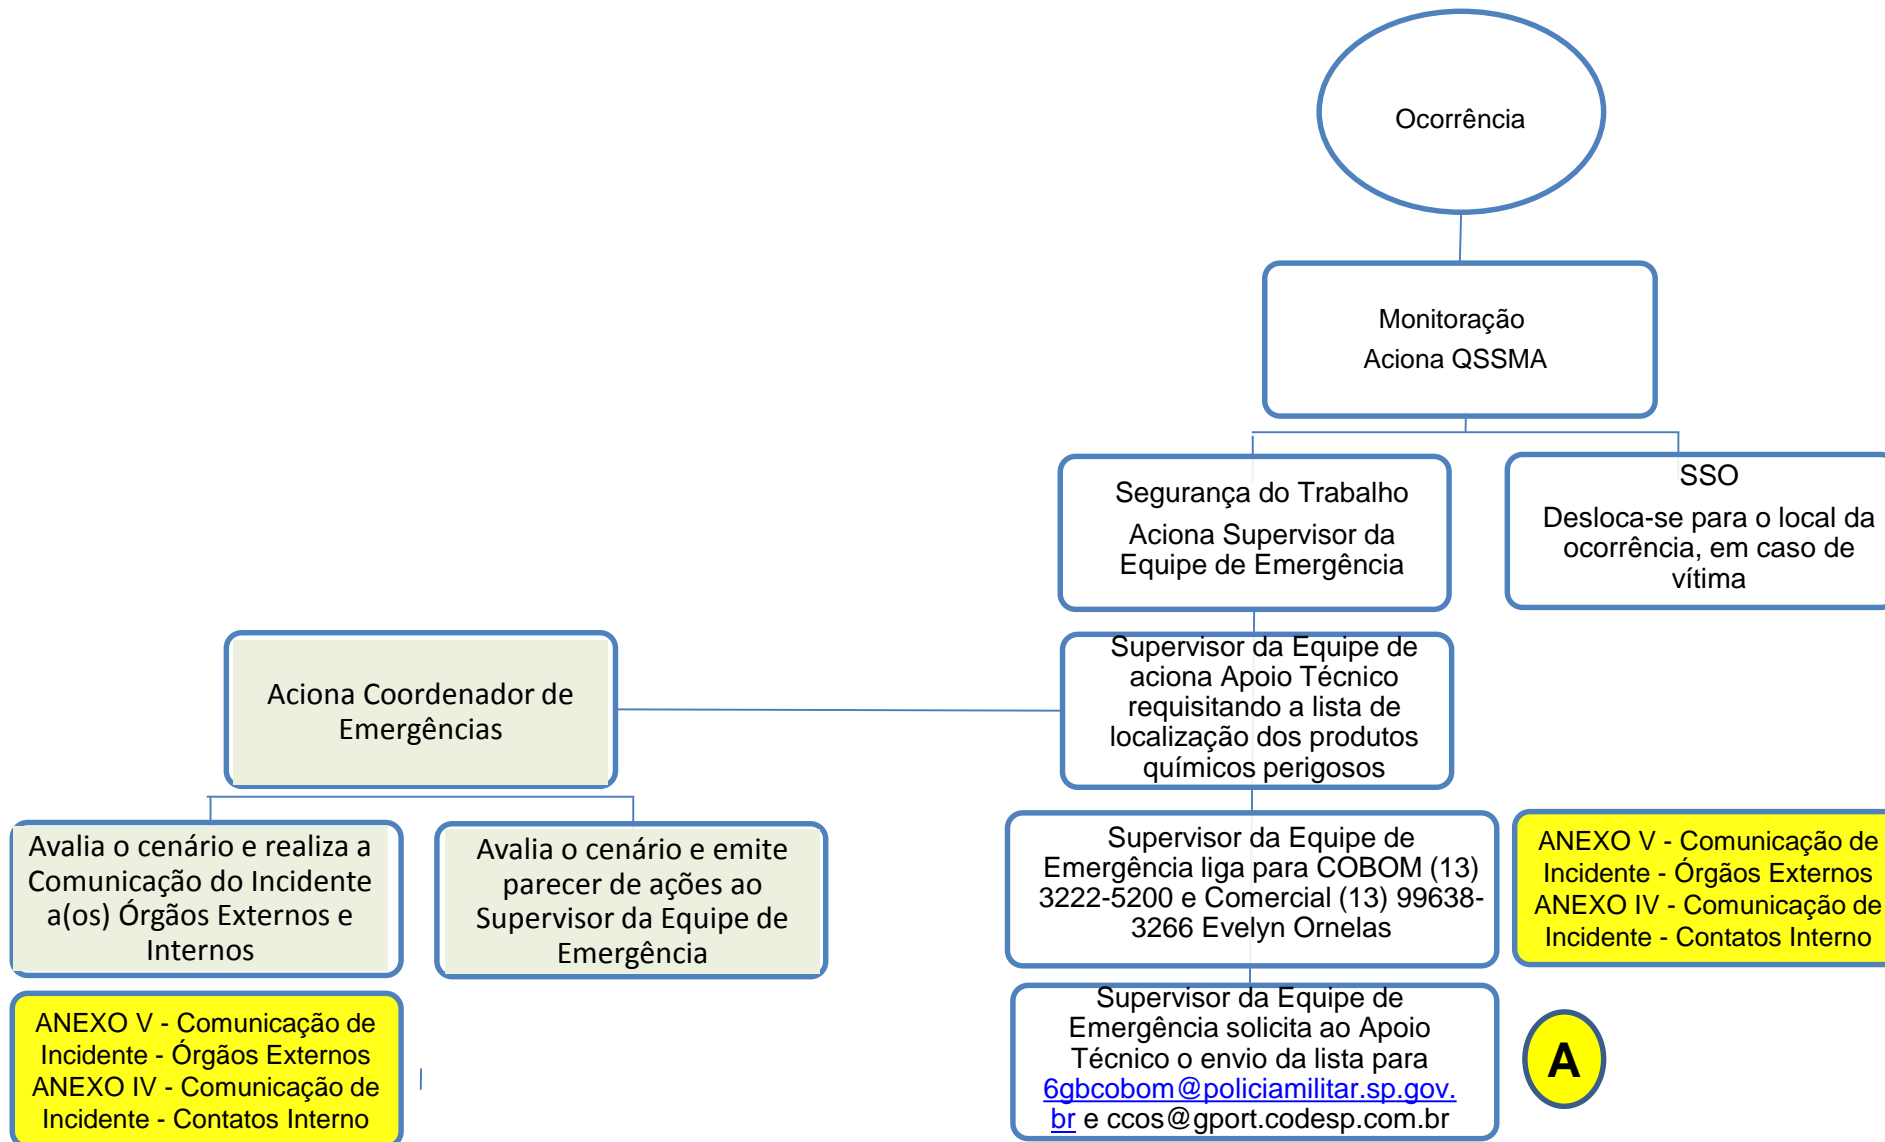 Ocorrência
Monitoração
Aciona QSSMA
Segurança do Trabalho
Aciona Supervisor da
Equipe de Emergência
SSO
Desloca-se para o local da
ocorrência, em caso de
vítima
Aciona Coordenador de
Emergências
Supervisor da Equipe de
aciona Apoio Técnico
requisitando a lista de
localização dos produtos
químicos perigosos
Avalia o cenário e realiza a
Comunicação do Incidente
a(os) Órgãos Externos e
Internos
Avalia o cenário e emite
parecer de ações ao
Supervisor da Equipe de
Emergência
Supervisor da Equipe de
Emergência liga para COBOM (13)
3222-5200 e Comercial (13) 99638-
3266 Evelyn Ornelas
ANEXO V - Comunicação de
Incidente - Órgãos Externos
ANEXO IV - Comunicação de
Incidente - Contatos Interno
ANEXO V - Comunicação de
Incidente - Órgãos Externos
ANEXO IV - Comunicação de
Incidente - Contatos Interno
Supervisor da Equipe de
Emergência solicita ao Apoio
Técnico o envio da lista para
6gbcobom@policiamilitar.sp.gov.
br e ccos@gport.codesp.com.br
A